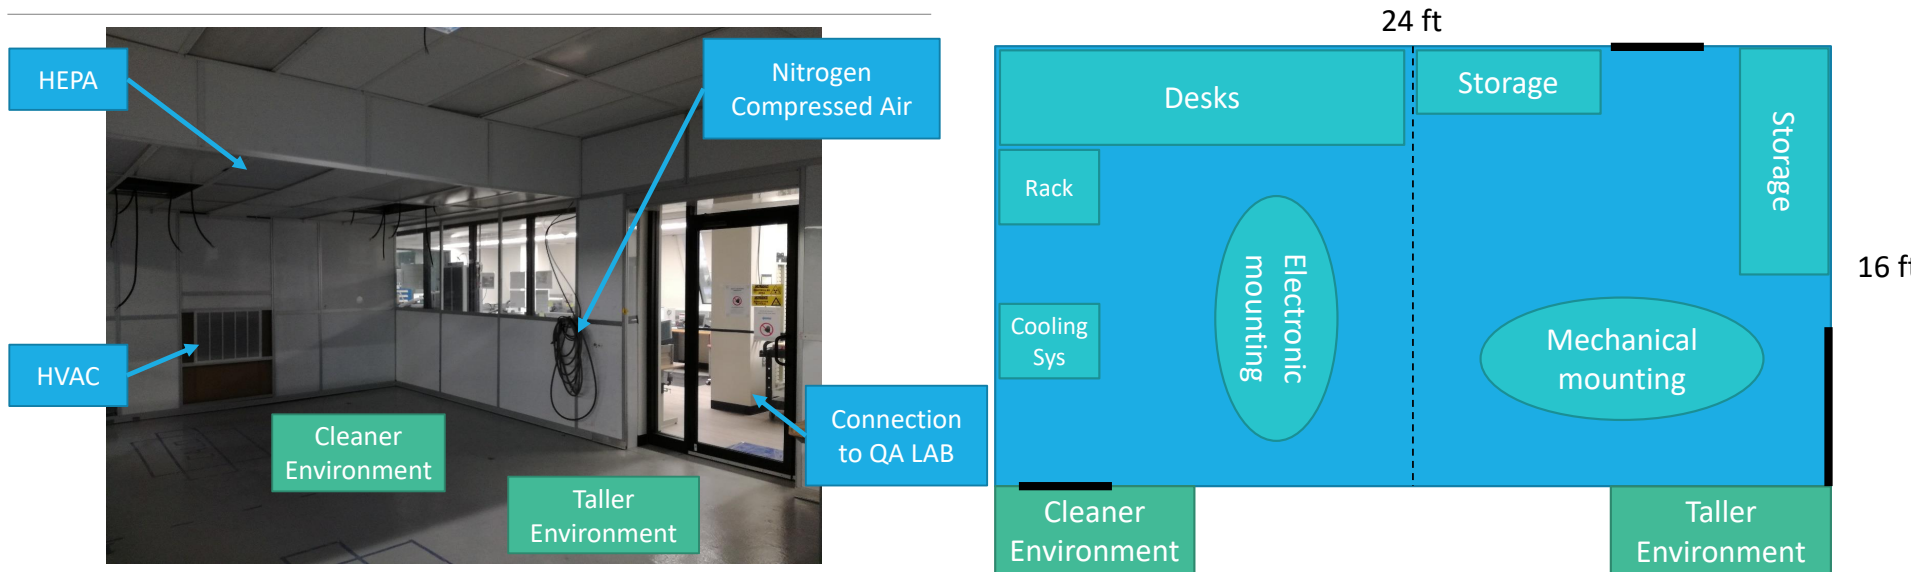 HEPA
Nitrogen
Compressed Air
HVAC
Cleaner
Environment
Taller
Environment
Connection
to QA LAB
24 ft
Desks
Storage
Storage
Rack
Electronic
mounting
Cooling
Sys
Mechanical
mounting
16 ft
Cleaner
Environment
Taller
Environment